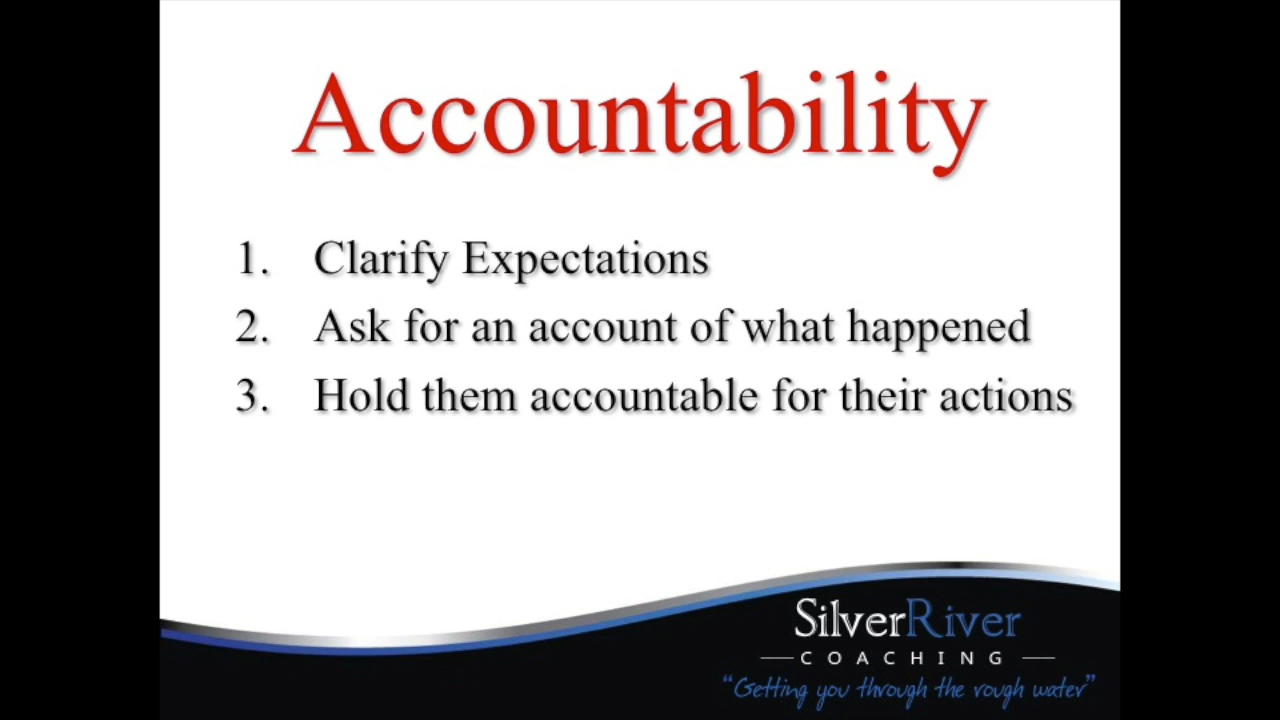 Accountability
1. Clarify Expectations
2. Ask for an account of what happened
3. Hold them accountable for their actions
SilverRiver
COACHING
“Getting you through the rough water”